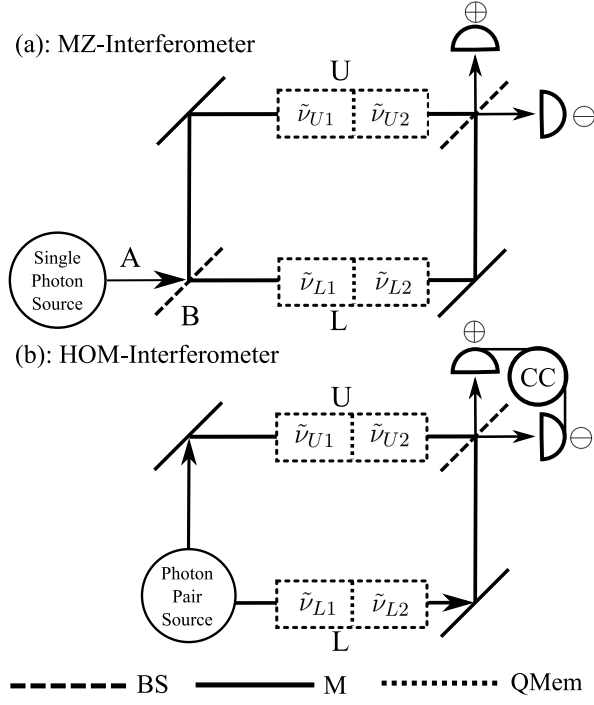 (a): MZ-Interferometer
⊕
U
ν̃U1 ν̃U2
⊖
Single
Photon
Source
A
B
ν̃L1 ν̃L2
L
(b): HOM-Interferometer
⊕
CC
U
ν̃U1 ν̃U2
⊖
Photon
Pair
Source
ν̃L1 ν̃L2
L
BS M QMem